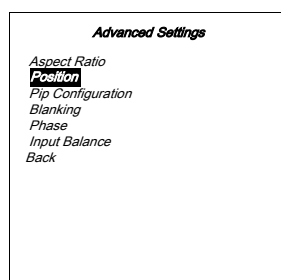 Advanced Settings
Aspect Ratio
Position
Pip Configuration
Blanking
Phase
Input Balance
Back